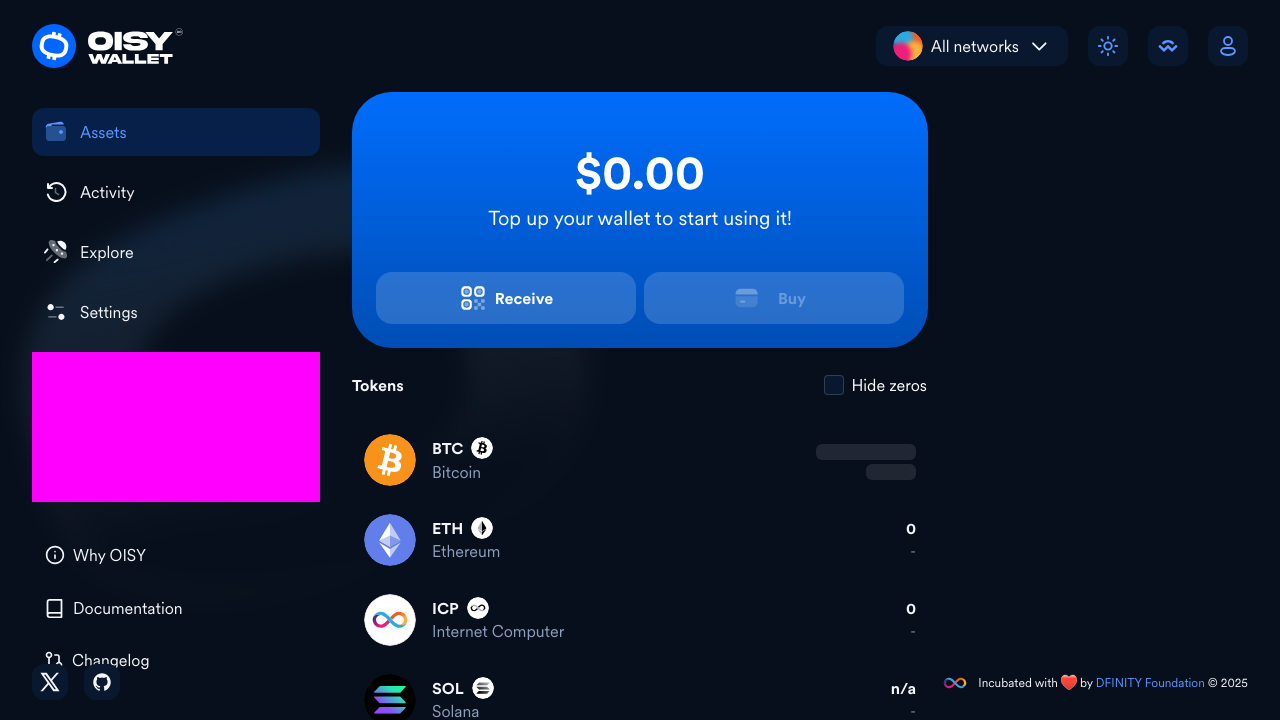 OISY
WALLET
All networks
Assets
Activity
Explore
Settings
$0.00
Top up your wallet to start using it!
Receive
Buy
Tokens
Hide zeros
BTC
Bitcoin
ETH
0
Ethereum
-
ICP
0
Internet Computer
-
SOL
n/a
Solana
-
Why OISY
Documentation
Changelog
Incubated with ❤️ by DFINITY Foundation © 2025